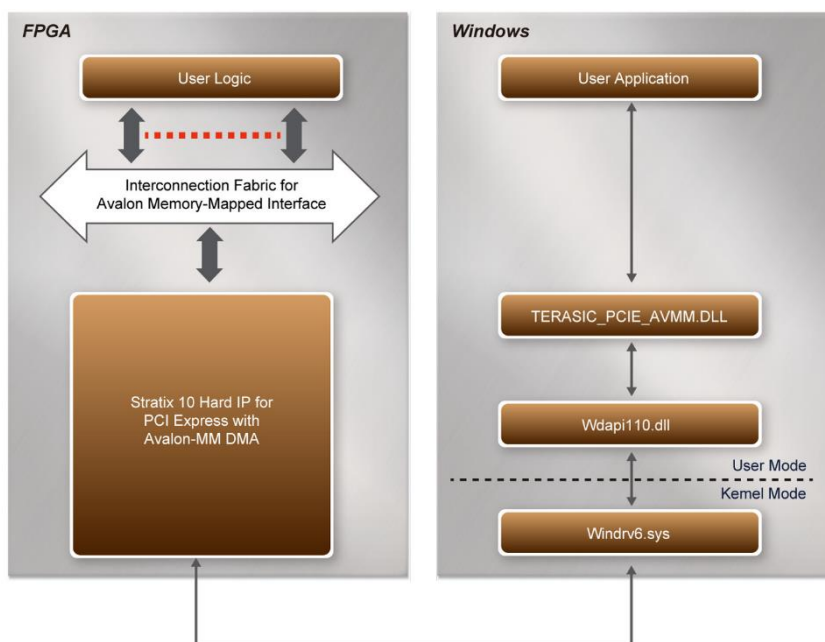 FPGA
User Logic
Interconnection Fabric for
Avalon Memory-Mapped Interface
Stratix 10 Hard IP for
PCI Express with
Avalon-MM DMA
Windows
User Application
TERASIC_PCIE_AVMM.DLL
Wdapi110.dll
User Mode
Kemel Mode
Windrv6.sys